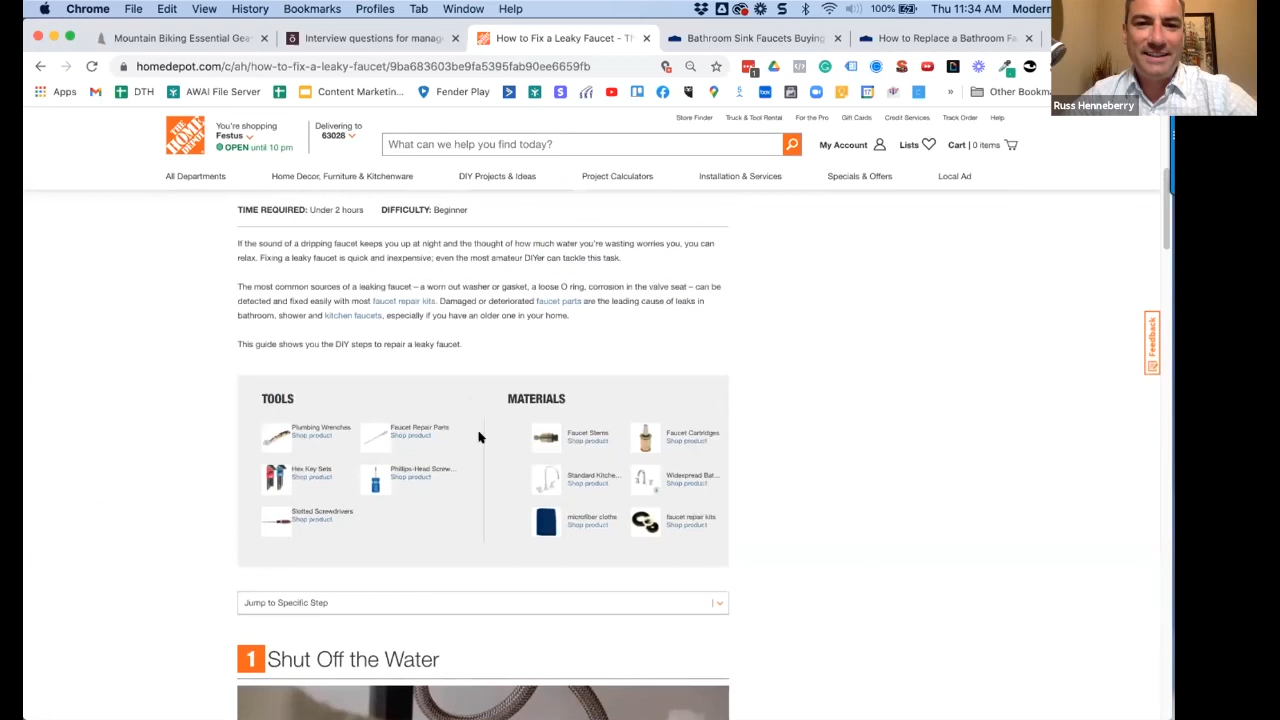 Chrome File Edit View History Bookmarks Profiles Tab Window Help 100% Thu 11:34 AM Modern
Mountain Biking Essential Gea × Interview questions for manag × How to Fix a Leaky Faucet - Th × Bathroom Sink Faucets Buying × How to Replace a Bathroom Fa ×
homedepot.com/c/ah/how-to-fix-a-leaky-faucet/9ba683603be9fa5395fab90ee6659fb
Apps DTH AWAI File Server Content Marketing... Fender Play » Other Bookm
Russ Henneberry
THE HOME DEPOT
You're shopping
Festus
OPEN until 10 pm
Delivering to
63028
Store Finder Truck & Tool Rental For the Pro Gift Cards Credit Services Track Order Help
What can we help you find today?
My Account Lists Cart | 0 items
All Departments Home Decor, Furniture & Kitchenware DIY Projects & Ideas Project Calculators Installation & Services Specials & Offers Local Ad
TIME REQUIRED: Under 2 hours DIFFICULTY: Beginner
If the sound of a dripping faucet keeps you up at night and the thought of how much water you're wasting worries you, you can
relax. Fixing a leaky faucet is quick and inexpensive; even the most amateur DIYer can tackle this task.
The most common sources of a leaking faucet – a worn out washer or gasket, a loose O ring, corrosion in the valve seat – can be
detected and fixed easily with most faucet repair kits. Damaged or deteriorated faucet parts are the leading cause of leaks in
bathroom, shower and kitchen faucets, especially if you have an older one in your home.
This guide shows you the DIY steps to repair a leaky faucet.
TOOLS
Plumbing Wrenches
Shop product
Faucet Repair Parts
Shop product
Hex Key Sets
Shop product
Phillips-Head Screw...
Shop product
Slotted Screwdrivers
Shop product
MATERIALS
Faucet Stems
Shop product
Faucet Cartridges
Shop product
Standard Kitche...
Shop product
Widespread Bat...
Shop product
microfiber cloths
Shop product
faucet repair kits
Shop product
Jump to Specific Step
1 Shut Off the Water
Feedback